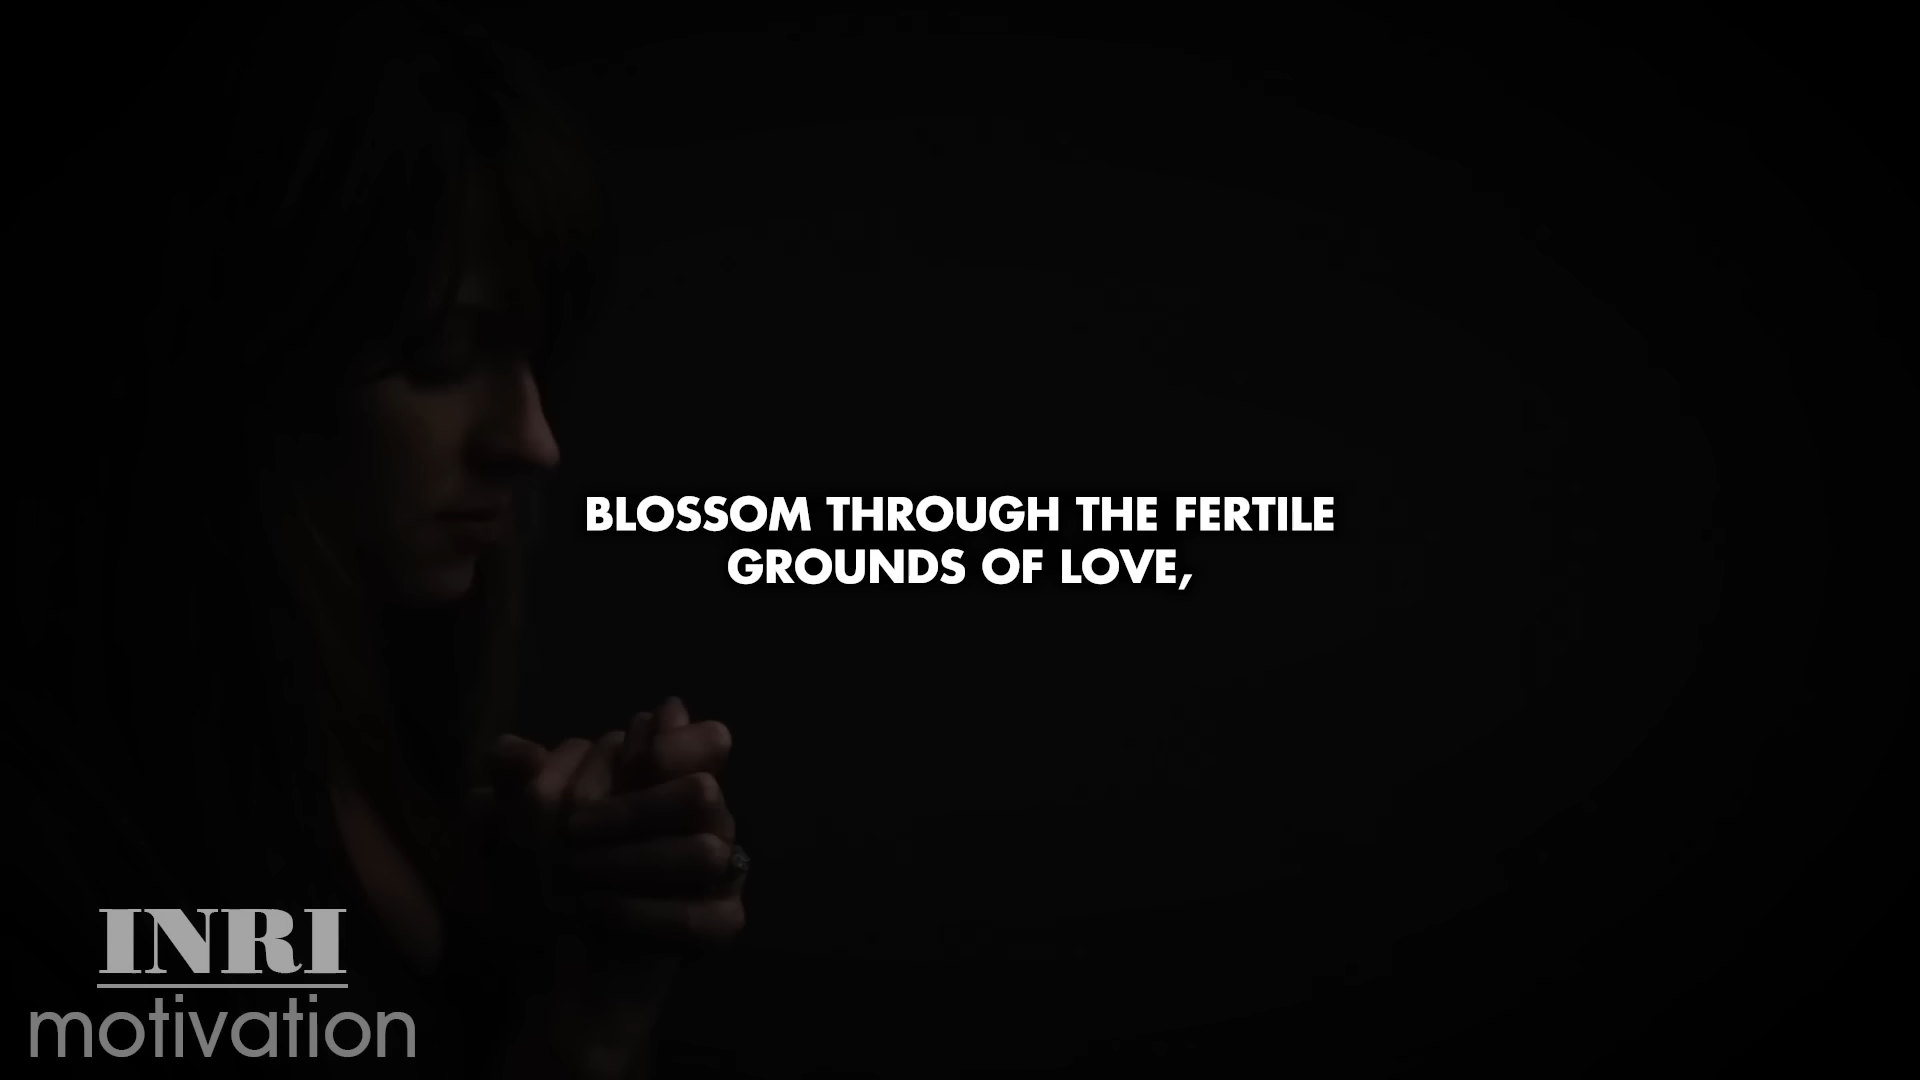 BLOSSOM THROUGH THE FERTILE
GROUNDS OF LOVE,
INRI
motivation